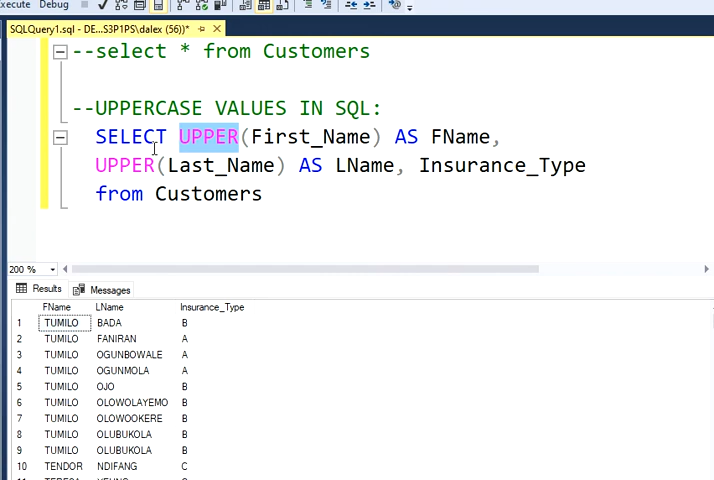 Execute Debug
SQLQuery1.sql - DE...S3P1PS\dalex (56))*
--select * from Customers
--UPPERCASE VALUES IN SQL:
SELECT UPPER(First_Name) AS FName,
UPPER(Last_Name) AS LName, Insurance_Type
from Customers
200 %
Results Messages
FName LName Insurance_Type
1 TUMILO BADA B
2 TUMILO FANIRAN A
3 TUMILO OGUNBOWALE A
4 TUMILO OGUNMOLA A
5 TUMILO OJO B
6 TUMILO OLOWOLAYEMO B
7 TUMILO OLOWOOKERE B
8 TUMILO OLUBUKOLA B
9 TUMILO OLUBUKOLA B
10 TENDOR NDIFANG C